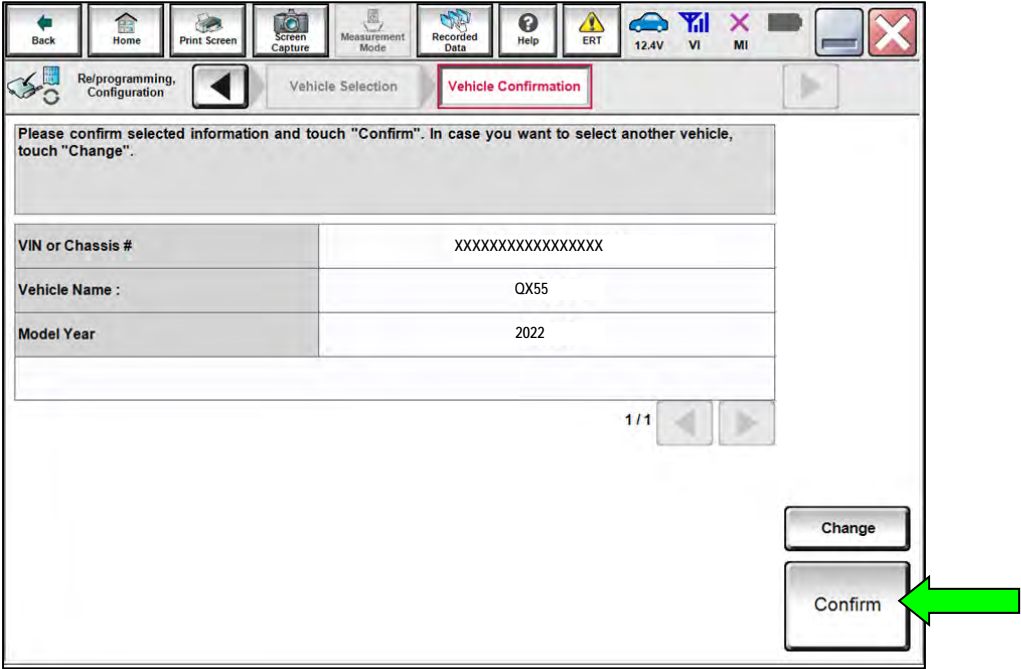 Back
Home
Print Screen
Screen
Capture
Measurement
Mode
Recorded
Data
Help
ERT
12.4V
VI
MI
Re/programming,
Configuration
Vehicle Selection
Vehicle Confirmation
Please confirm selected information and touch "Confirm". In case you want to select another vehicle,
touch "Change".
VIN or Chassis # XXXXXXXXXXXXXXXXX
Vehicle Name : QX55
Model Year 2022
1/1
Change
Confirm